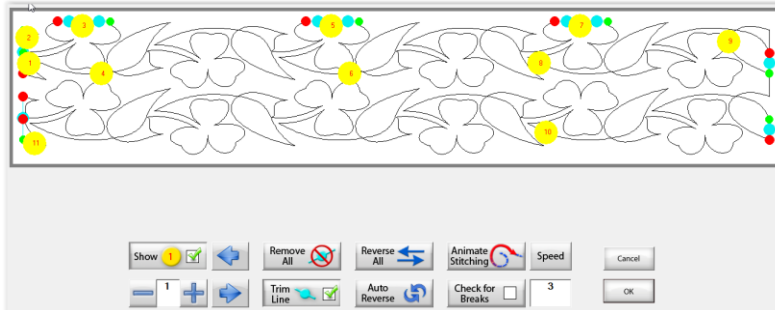 2
3
5
7
9
1
4
6
8
11
10
Show 1
Remove All
Reverse All
Animate Stitching
Speed
Cancel
1
Trim Line
Auto Reverse
Check for Breaks
3
OK